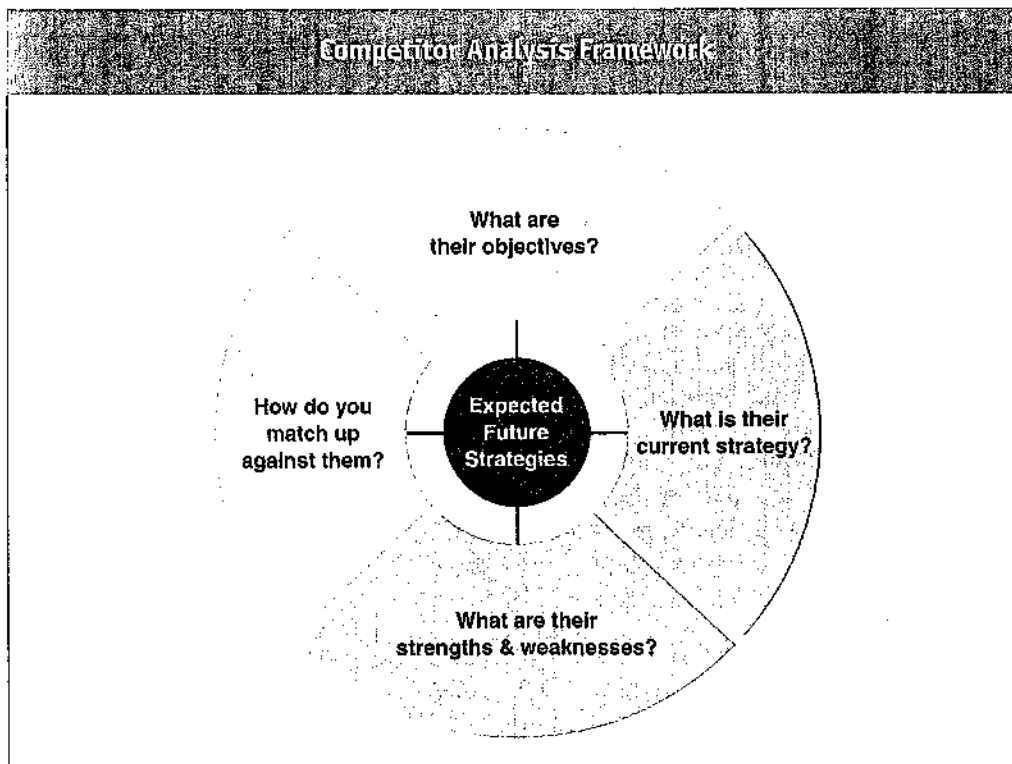 Competitor Analysis Framework
What are
their objectives?
How do you
match up
against them?
Expected
Future
Strategies
What is their
current strategy?
What are their
strengths & weaknesses?